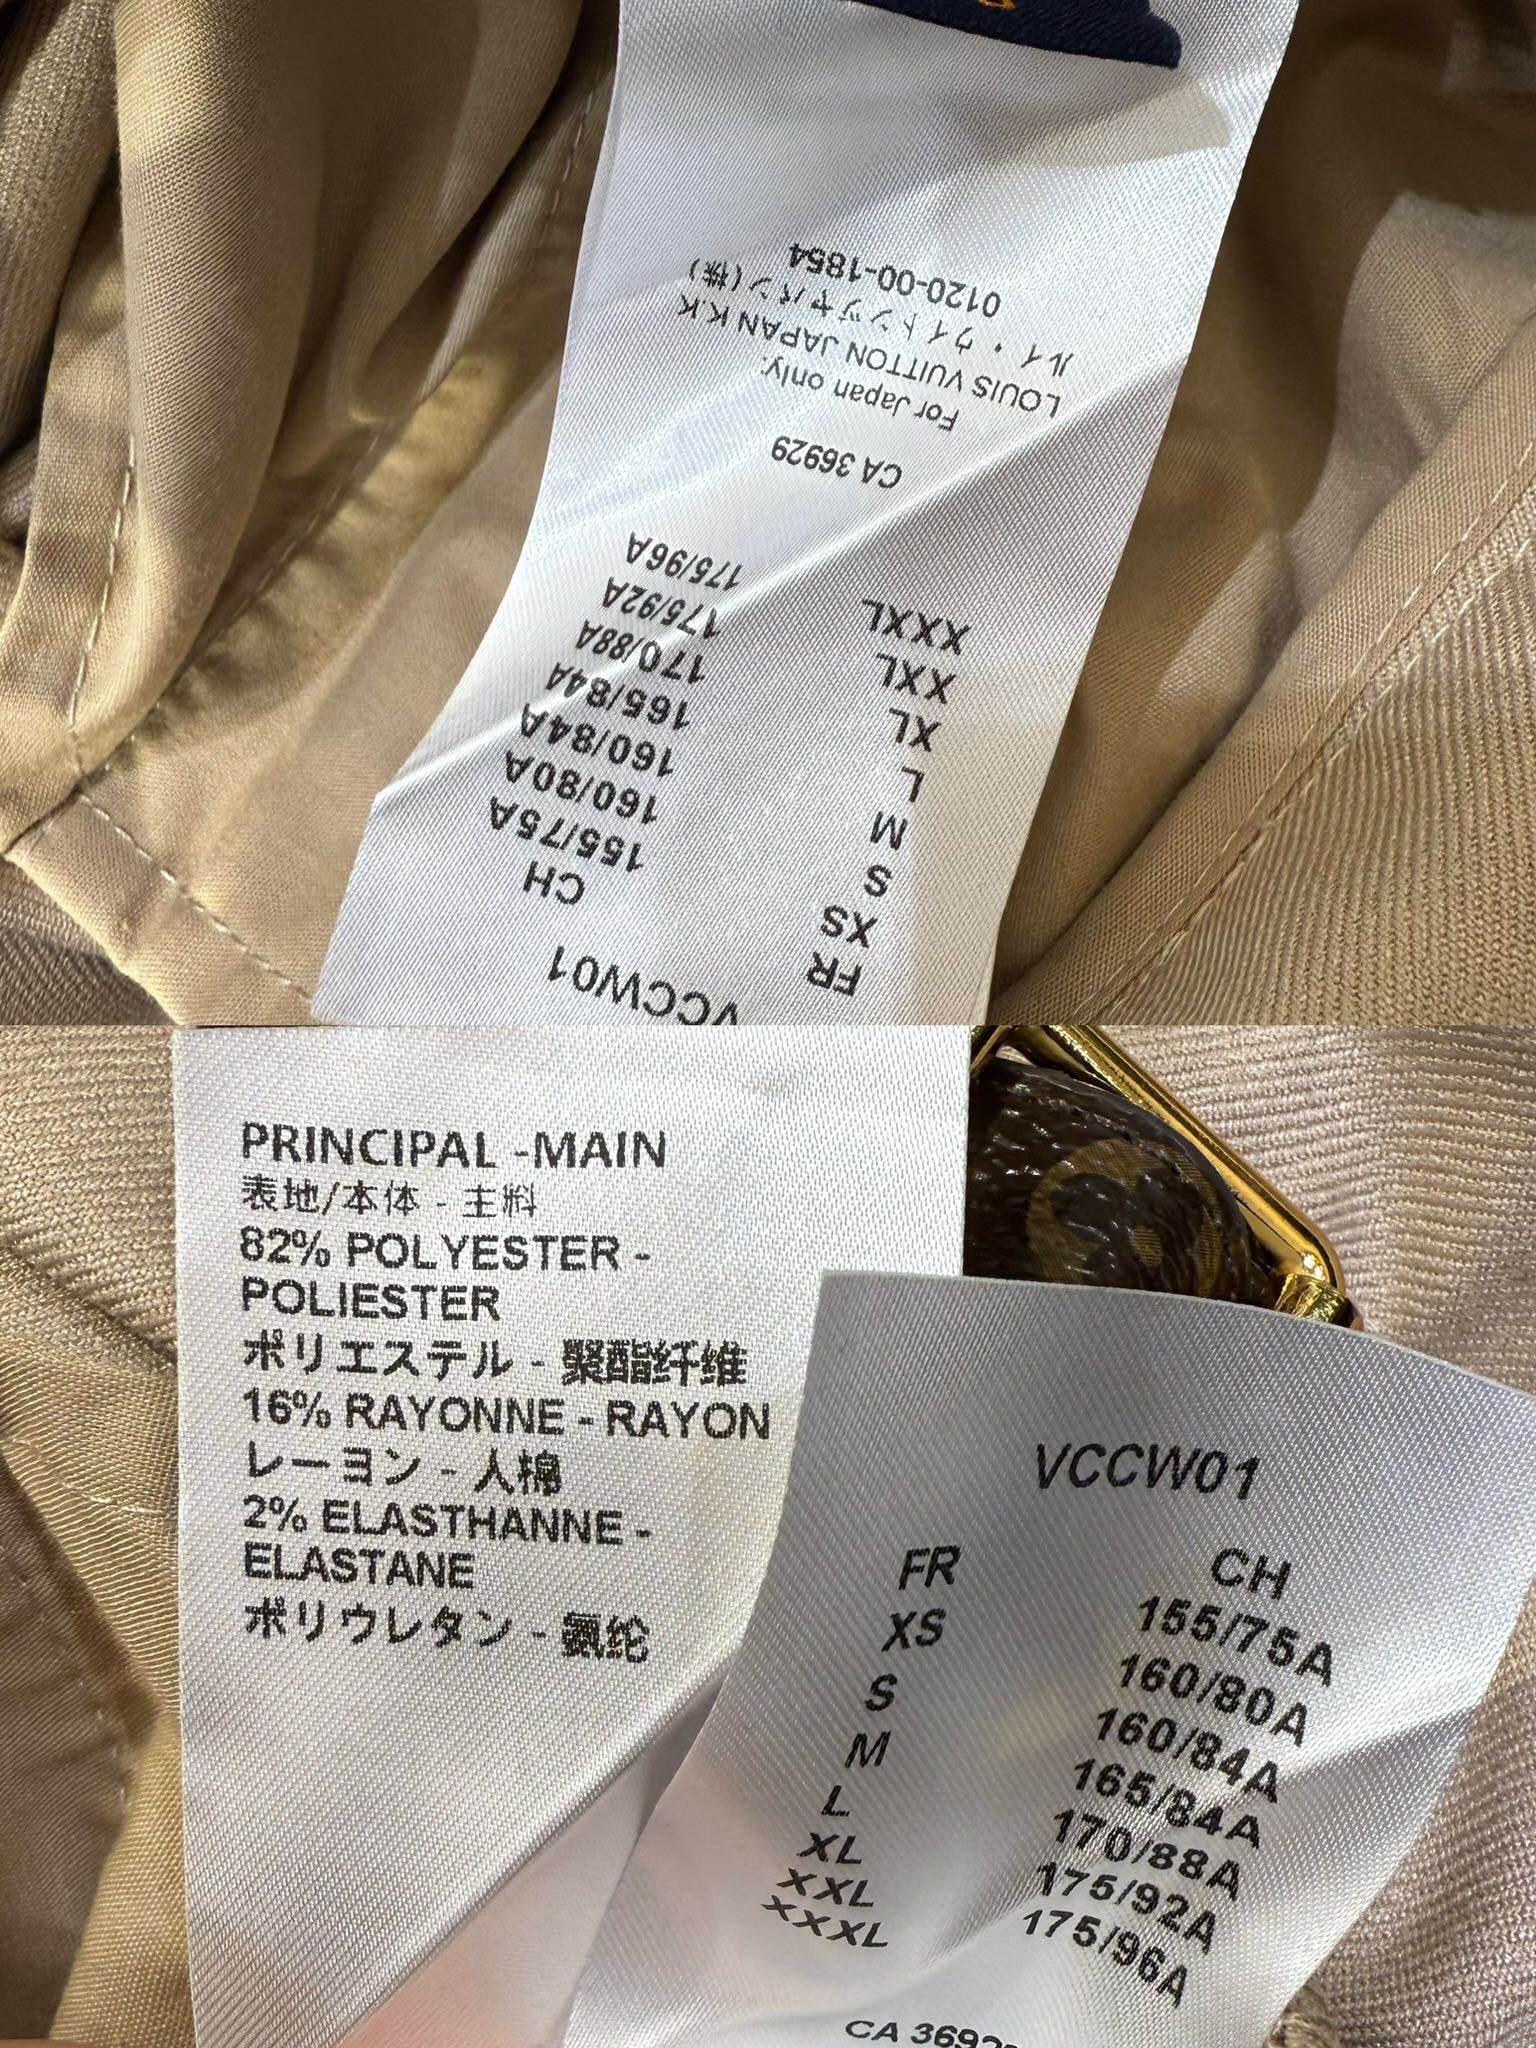 VCCW01
FR CH
XS 155/75A
S 160/80A
M 160/84A
L 165/84A
XL 170/88A
XXL 175/92A
XXXL 175/96A
CA 36929
For Japan only.
LOUIS VUITTON JAPAN K.K
ルイ・ヴィトンジャパン(株)
0120-00-1854
PRINCIPAL -MAIN
表地/本体 - 主料
82% POLYESTER -
POLIESTER
ポリエステル - 聚酯纤维
16% RAYONNE - RAYON
レーヨン - 人棉
2% ELASTHANNE -
ELASTANE
ポリウレタン - 氨纶
VCCW01
FR CH
XS 155/75A
S 160/80A
M 160/84A
L 165/84A
XL 170/88A
XXL 175/92A
XXXL 175/96A
CA